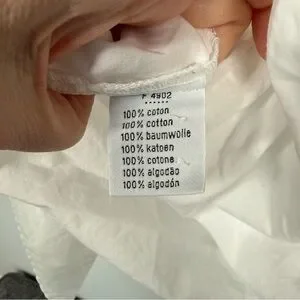 F 4902
******
100% coton
100% cotton
100% baumwolle
100% katoen
100% cotone
100% algodão
100% algodón